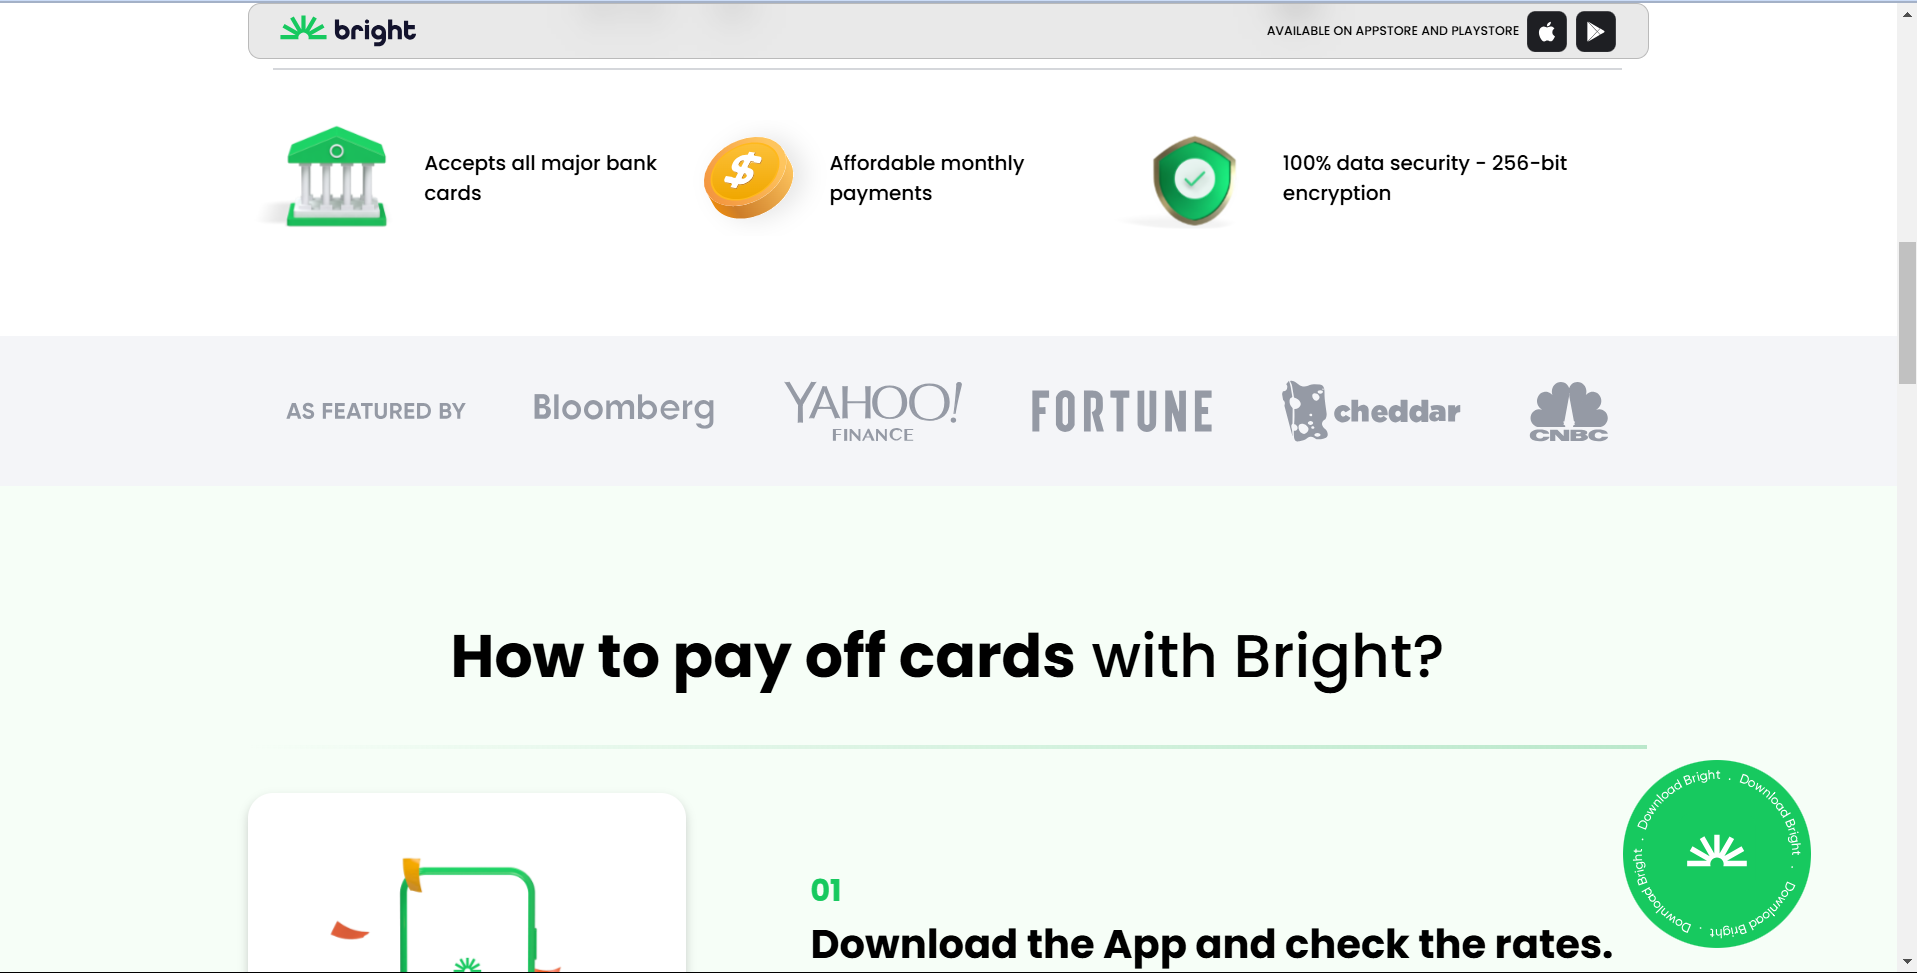 bright
AVAILABLE ON APPSTORE AND PLAYSTORE
Accepts all major bank
cards
Affordable monthly
payments
100% data security - 256-bit
encryption
AS FEATURED BY
Bloomberg
YAHOO!
FINANCE
FORTUNE
cheddar
CNBC
How to pay off cards with Bright?
01
Download the App and check the rates.
Download Bright . Download Bright . Download Bright . Download Bright .